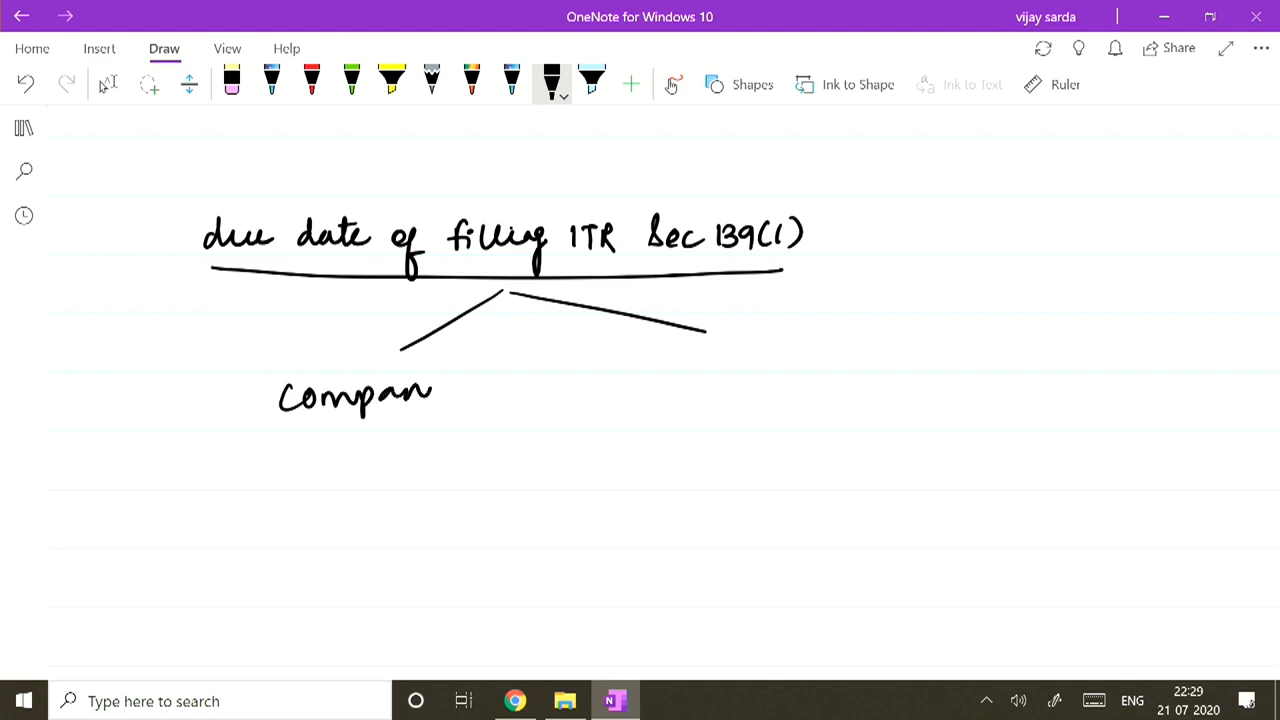 OneNote for Windows 10
vijay sarda
Home Insert Draw View Help
Share
Shapes Ink to Shape Ink to Text Ruler
due date of filling ITR Sec 139(1)
Compan
Type here to search
ENG
22:29
21 07 2020